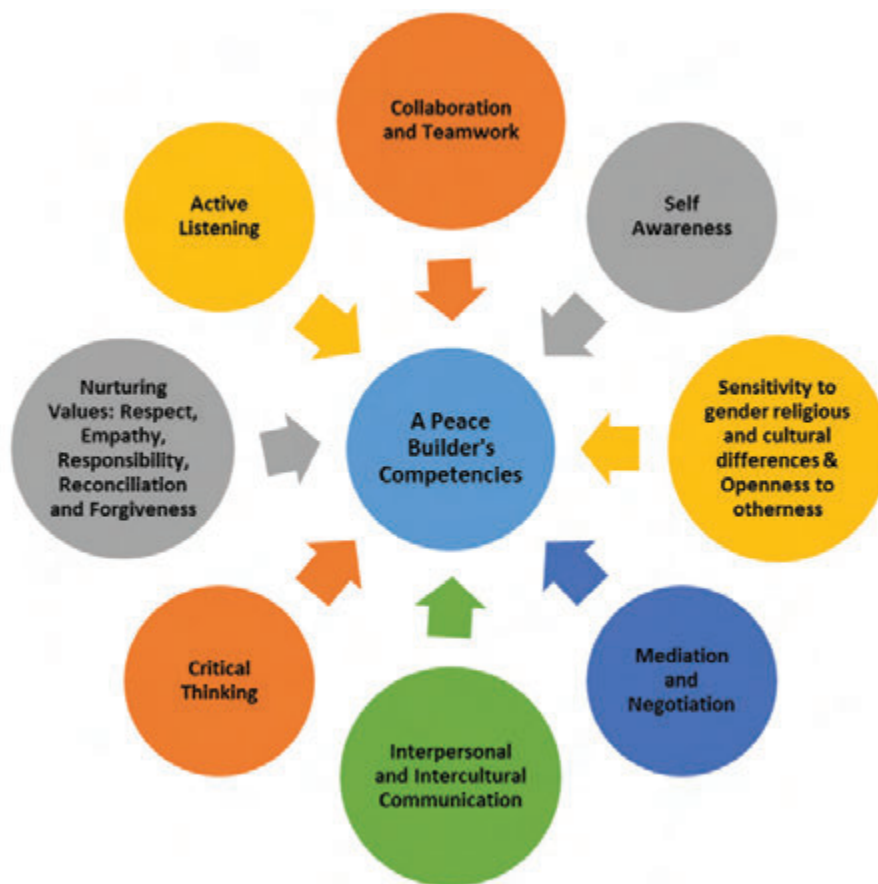 Collaboration
and Teamwork
Self
Awareness
Sensitivity to
gender religious
and cultural
differences &
Openness to
otherness
Mediation
and
Negotiation
Interpersonal
and Intercultural
Communication
Critical
Thinking
Nurturing
Values: Respect,
Empathy,
Responsibility,
Reconciliation
and Forgiveness
Active
Listening
A Peace
Builder's
Competencies